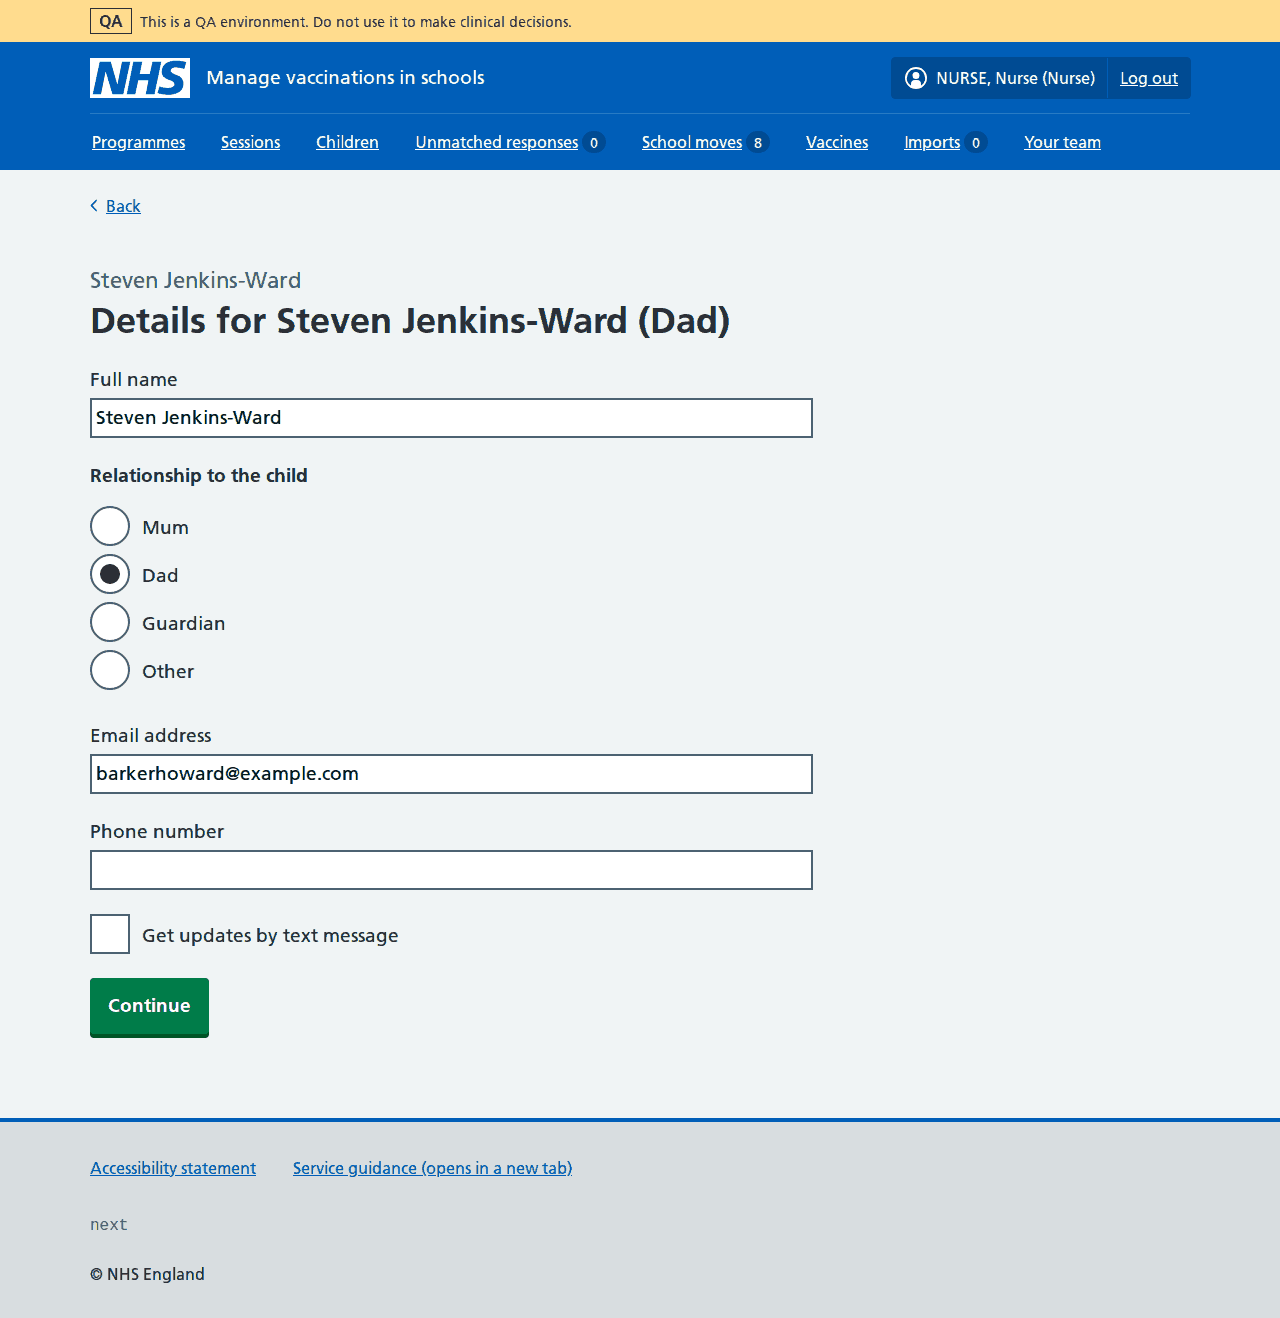 QA This is a QA environment. Do not use it to make clinical decisions.
NHS Manage vaccinations in schools NURSE, Nurse (Nurse) Log out
Programmes Sessions Children Unmatched responses 0 School moves 8 Vaccines Imports 0 Your team
Back
Steven Jenkins-Ward
Details for Steven Jenkins-Ward (Dad)
Full name
Steven Jenkins-Ward
Relationship to the child
Mum
Dad
Guardian
Other
Email address
barkerhoward@example.com
Phone number
Get updates by text message
Continue
Accessibility statement Service guidance (opens in a new tab)
next
© NHS England